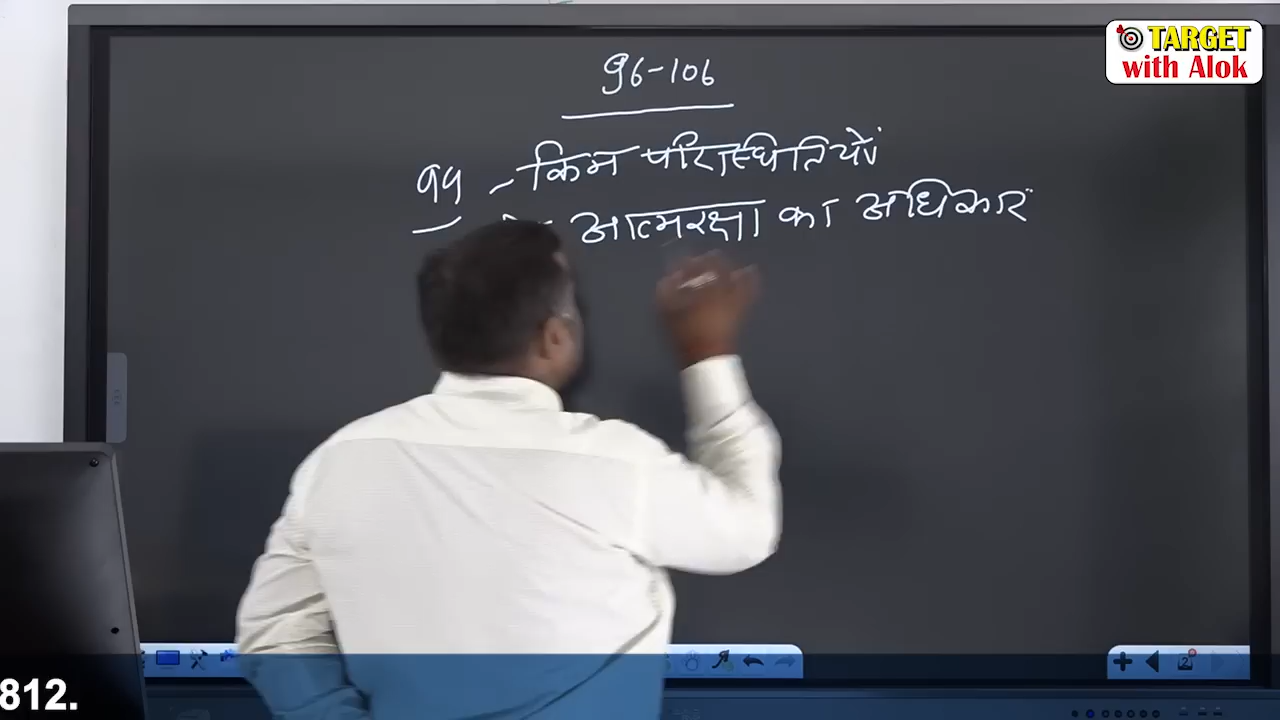 TARGET
with Alok
96-106
99 - किन परिस्थितियों
आत्मरक्षा का अधिकार
812.